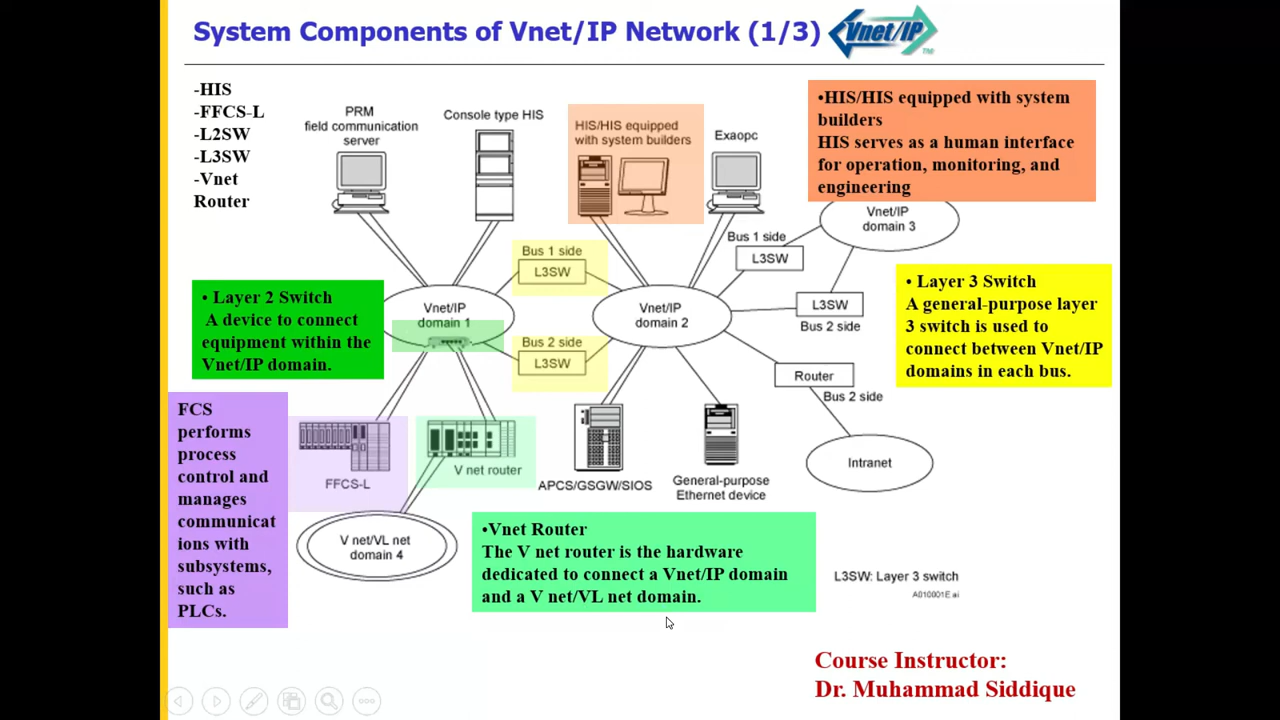 System Components of Vnet/IP Network (1/3)
Vnet/IP
TM
-HIS
-FFCS-L
-L2SW
-L3SW
-Vnet
Router
PRM
field communication
server
Console type HIS
HIS/HIS equipped
with system builders
Exaopc
•HIS/HIS equipped with system
builders
HIS serves as a human interface
for operation, monitoring, and
engineering
Vnet/IP
domain 3
Bus 1 side
L3SW
Bus 1 side
L3SW
• Layer 2 Switch
A device to connect
equipment within the
Vnet/IP domain.
Vnet/IP
domain 1
Vnet/IP
domain 2
L3SW
Bus 2 side
• Layer 3 Switch
A general-purpose layer
3 switch is used to
connect between Vnet/IP
domains in each bus.
Bus 2 side
L3SW
Router
Bus 2 side
FCS
performs
process
control and
manages
communicat
ions with
subsystems,
such as
PLCs.
FFCS-L
V net router
APCS/GSGW/SIOS
General-purpose
Ethernet device
Intranet
V net/VL net
domain 4
•Vnet Router
The V net router is the hardware
dedicated to connect a Vnet/IP domain
and a V net/VL net domain.
L3SW: Layer 3 switch
A010001E.ai
Course Instructor:
Dr. Muhammad Siddique